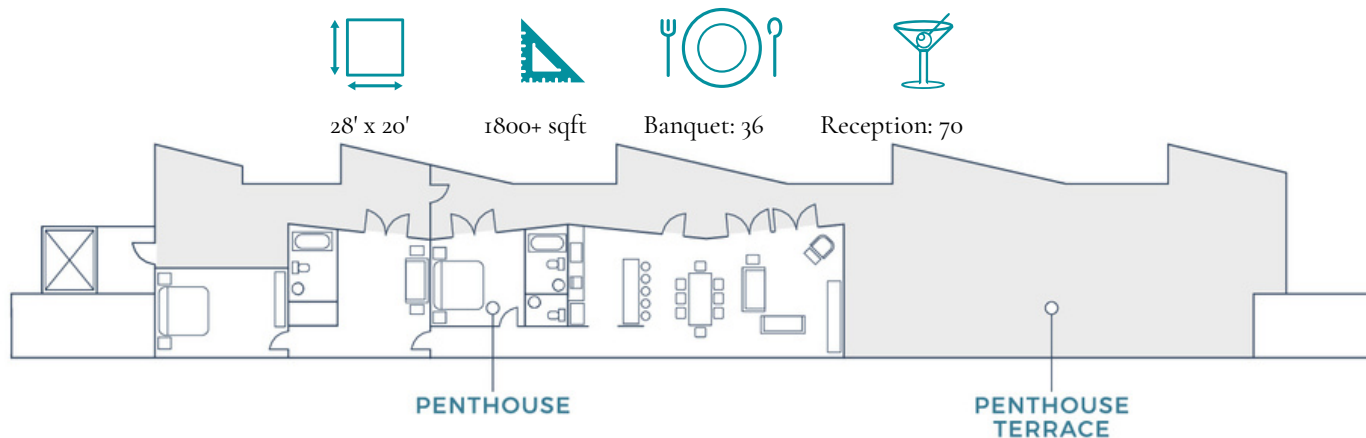 28' x 20'
1800+ sqft
Banquet: 36
Reception: 70
PENTHOUSE
PENTHOUSE
TERRACE